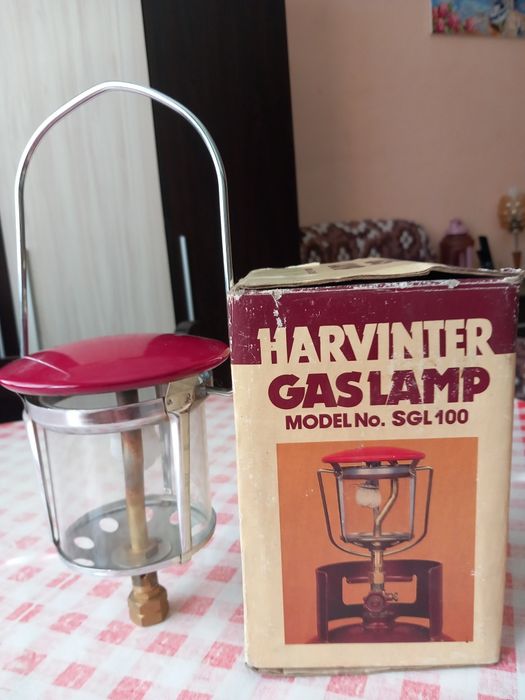 HARVINTER
GAS LAMP
MODEL No. SGL 100